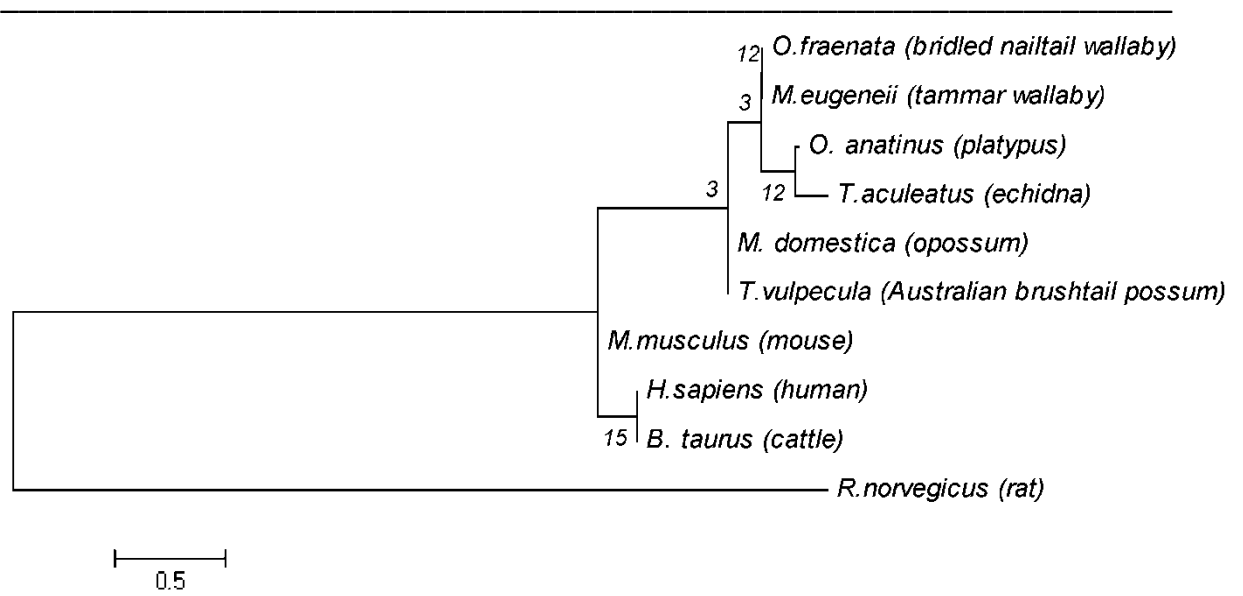 12 O.fraenata (bridled nailtail wallaby)
3 M.eugeneii (tammar wallaby)
O. anatinus (platypus)
3 12 T.aculeatus (echidna)
M. domestica (opossum)
T.vulpecula (Australian brushtail possum)
M.musculus (mouse)
H.sapiens (human)
15 B. taurus (cattle)
R.norvegicus (rat)
0.5